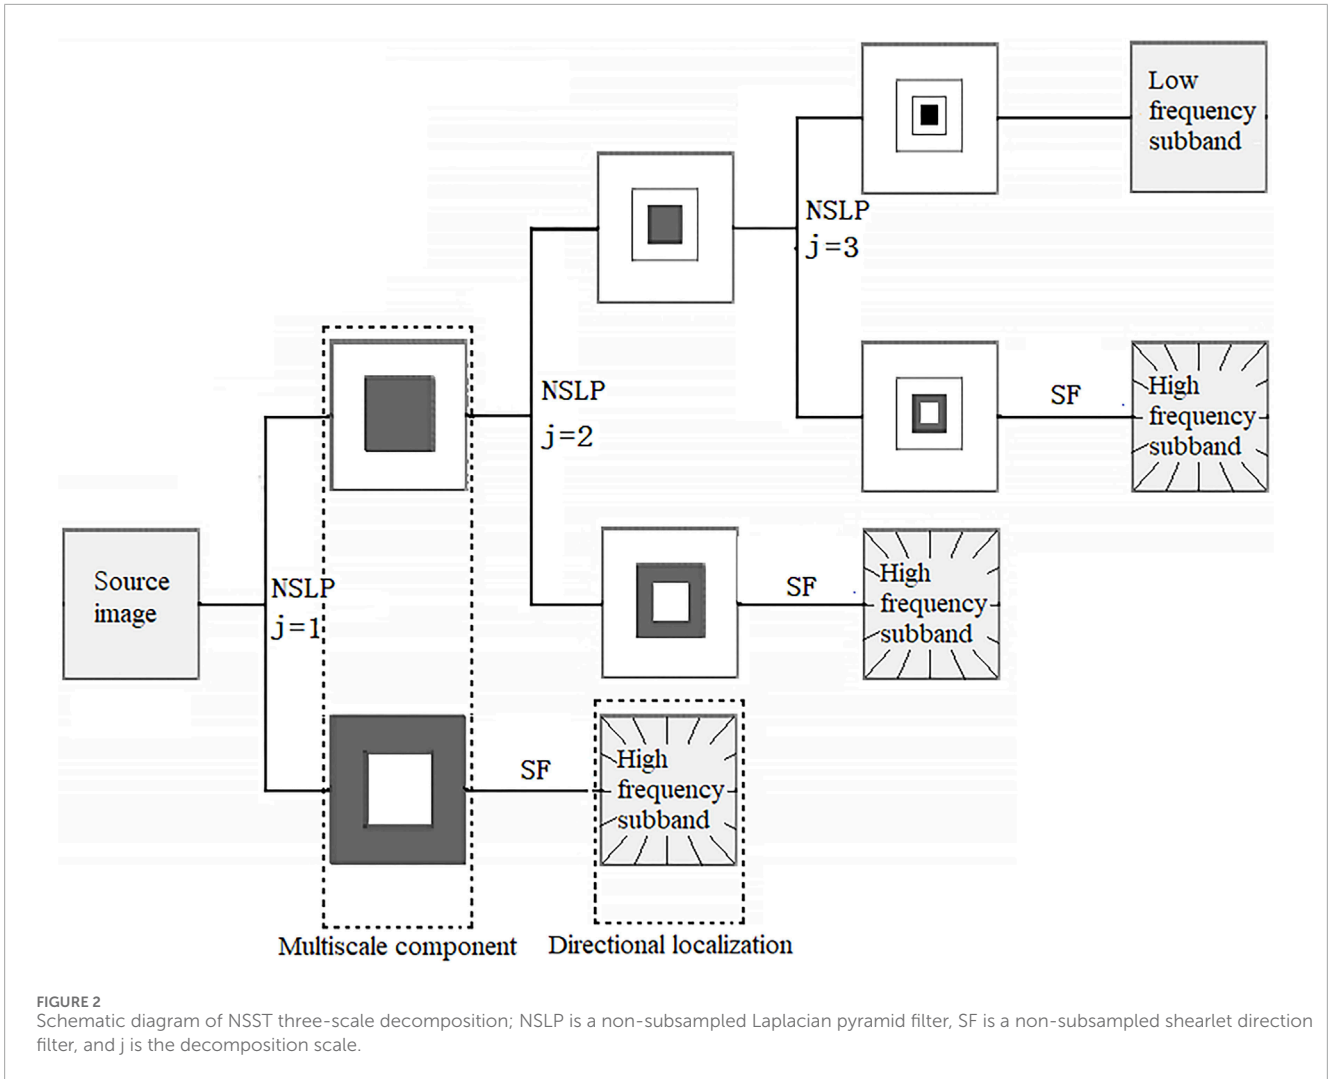 Low
frequency
subband
NSLP
j=3
SF
High
frequency
subband
NSLP
j=2
Source
image
NSLP
j=1
SF
High
frequency
subband
SF
High
frequency
subband
Multiscale component
Directional localization
FIGURE 2
Schematic diagram of NSST three-scale decomposition; NSLP is a non-subsampled Laplacian pyramid filter, SF is a non-subsampled shearlet direction
filter, and j is the decomposition scale.